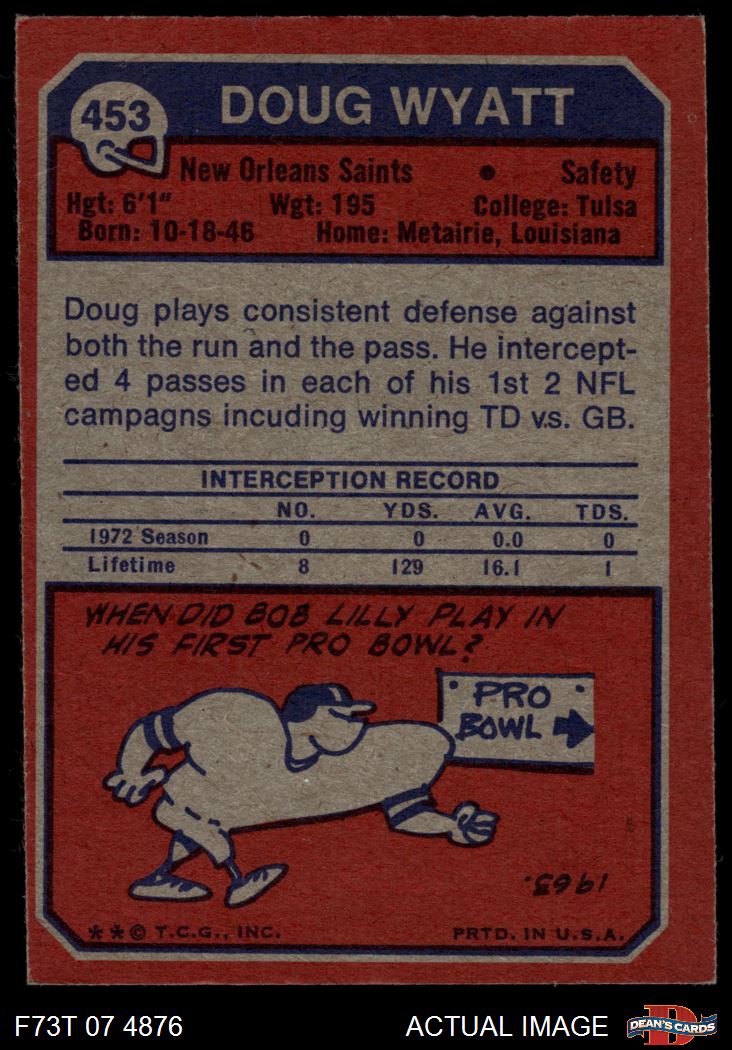 453
DOUG WYATT
New Orleans Saints • Safety
Hgt: 6'1" Wgt: 195 College: Tulsa
Born: 10-18-46 Home: Metairie, Louisiana
Doug plays consistent defense against
both the run and the pass. He intercept-
ed 4 passes in each of his 1st 2 NFL
campagns incuding winning TD v.s. GB.
INTERCEPTION RECORD
NO. YDS. AVG. TDS.
1972 Season 0 0 0.0 0
Lifetime 8 129 16.1 1
WHEN DID BOB LILLY PLAY IN
HIS FIRST PRO BOWL?
PRO
BOWL
1963.
** © T.C.G., INC. PRTD. IN U.S.A.
F73T 07 4876 ACTUAL IMAGE D DEAN'S CARDS